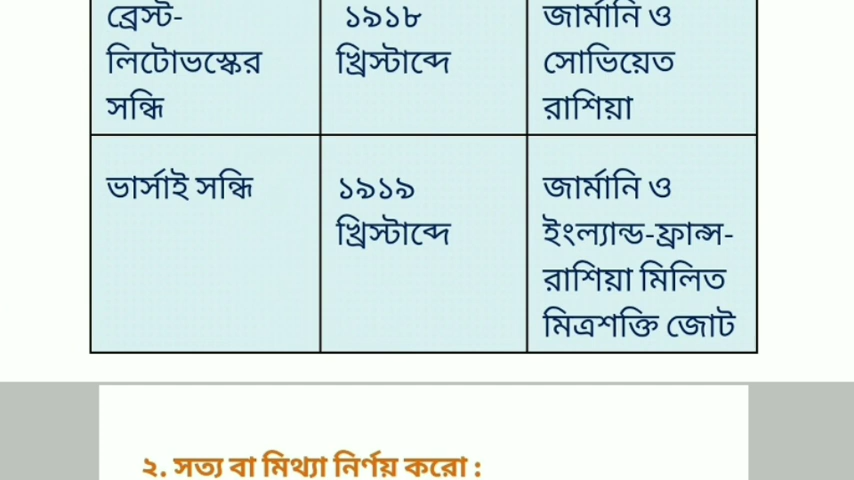 ব্রেস্ট-
লিটোভস্কের
সন্ধি
১৯১৮
খ্রিস্টাব্দে
জার্মানি ও
সোভিয়েত
রাশিয়া
ভার্সাই সন্ধি
১৯১৯
খ্রিস্টাব্দে
জার্মানি ও
ইংল্যান্ড-ফ্রান্স-
রাশিয়া মিলিত
মিত্রশক্তি জোট
২. সত্য বা মিথ্যা নির্ণয় করো :